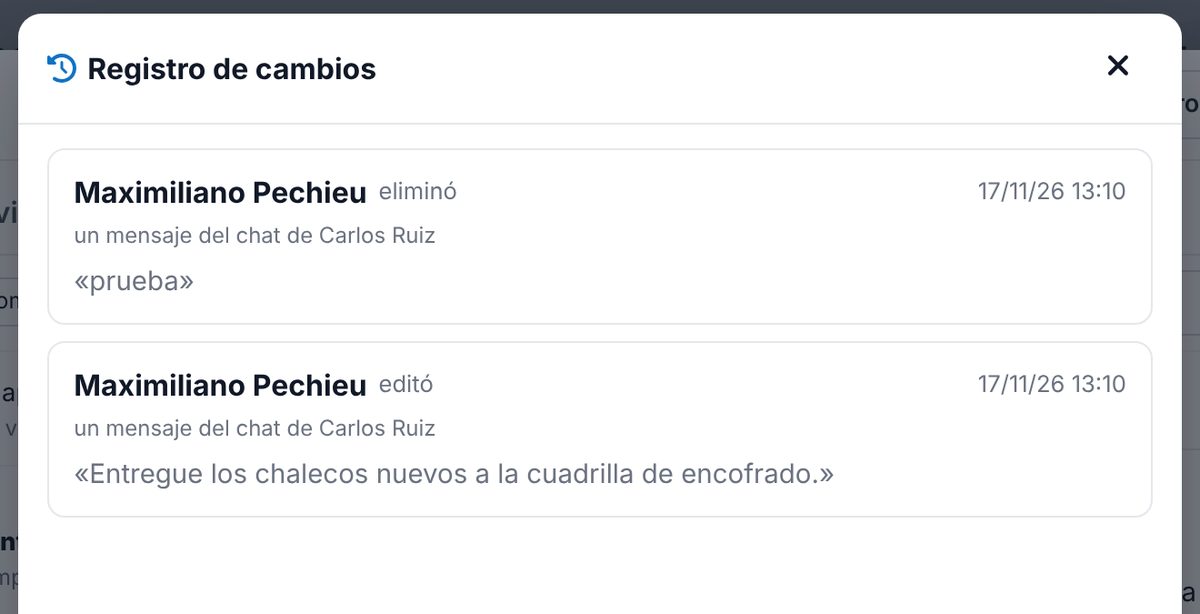 Registro de cambios
Maximiliano Pechieu eliminó 17/11/26 13:10
un mensaje del chat de Carlos Ruiz
«prueba»
Maximiliano Pechieu editó 17/11/26 13:10
un mensaje del chat de Carlos Ruiz
«Entregue los chalecos nuevos a la cuadrilla de encofrado.»